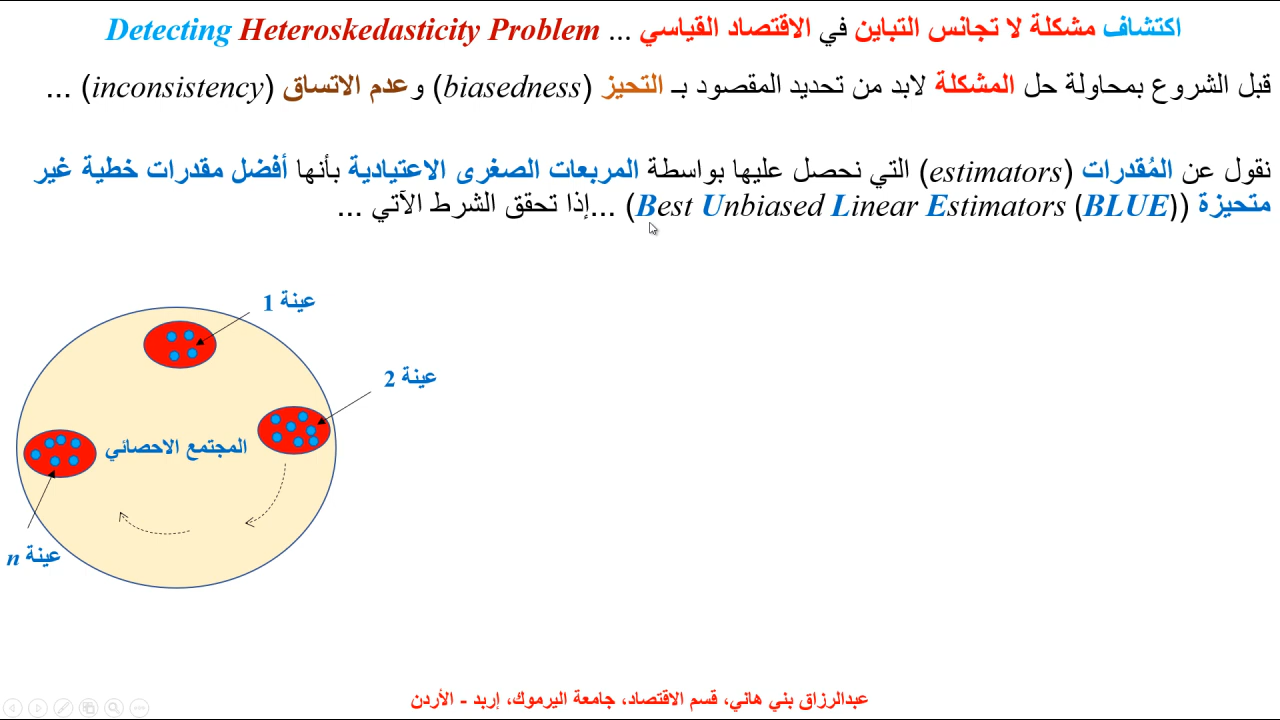 اكتشاف مشكلة لا تجانس التباين في الاقتصاد القياسي ... Detecting Heteroskedasticity Problem
قبل الشروع بمحاولة حل المشكلة لابد من تحديد المقصود بـ التحيز (biasedness) وعدم الاتساق (inconsistency) ...
نقول عن المُقدرات (estimators) التي نحصل عليها بواسطة المربعات الصغرى الاعتيادية بأنها أفضل مقدرات خطية غير
متحيزة (Best Unbiased Linear Estimators (BLUE)) ...إذا تحقق الشرط الآتي ...
عينة 1
عينة 2
المجتمع الاحصائي
عينة n
عبدالرزاق بني هاني، قسم الاقتصاد، جامعة اليرموك، إربد - الأردن